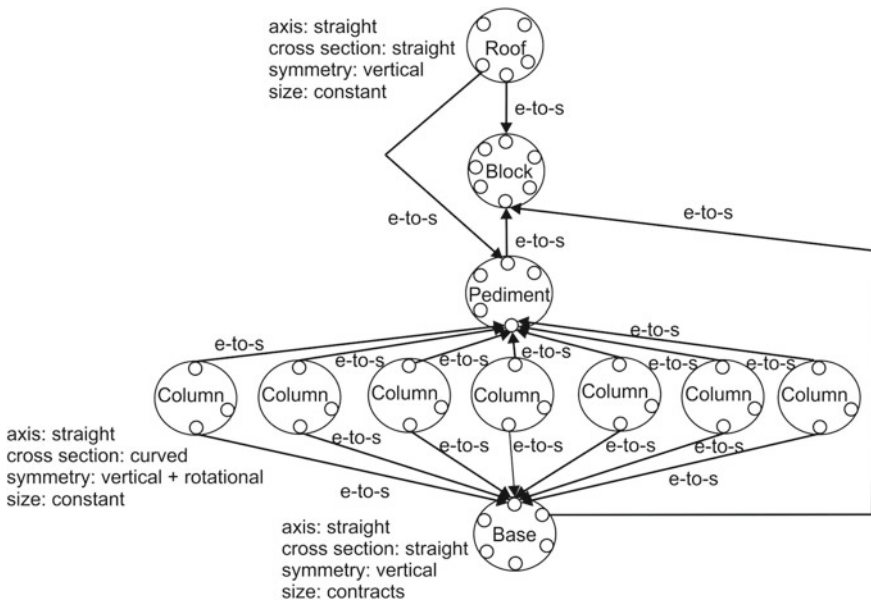 axis: straight
cross section: straight
symmetry: vertical
size: constant
Roof
e-to-s
Block
e-to-s
e-to-s
e-to-s
Pediment
e-to-s
e-to-s
e-to-s
e-to-s
e-to-s
e-to-s
e-to-s
Column
Column
Column
Column
Column
Column
Column
axis: straight
cross section: curved
symmetry: vertical + rotational
size: constant
e-to-s
e-to-s
e-to-s
e-to-s
e-to-s
e-to-s
e-to-s
axis: straight
cross section: straight
symmetry: vertical
size: contracts
Base